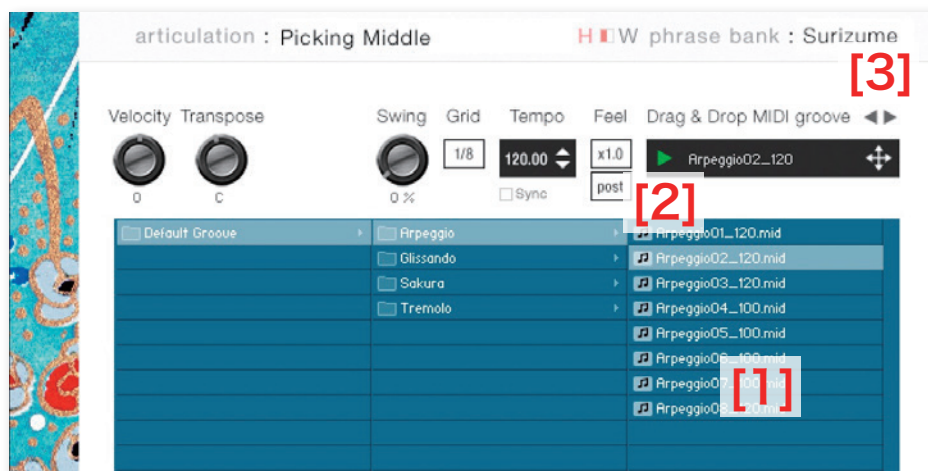 articulation : Picking Middle
H W phrase bank : Surizume
[3]
Velocity Transpose Swing Grid Tempo Feel Drag & Drop MIDI groove
1/8 120.00 x1.0 Arpeggio02_120
0 C 0 % Sync post
[2]
Default Groove Arpeggio Arpeggio01_120.mid
Glissando Arpeggio02_120.mid
Sakura Arpeggio03_120.mid
Tremolo Arpeggio04_100.mid
Arpeggio05_100.mid
Arpeggio06_100.mid
Arpeggio07_100.mid
[1]
Arpeggio08_120.mid